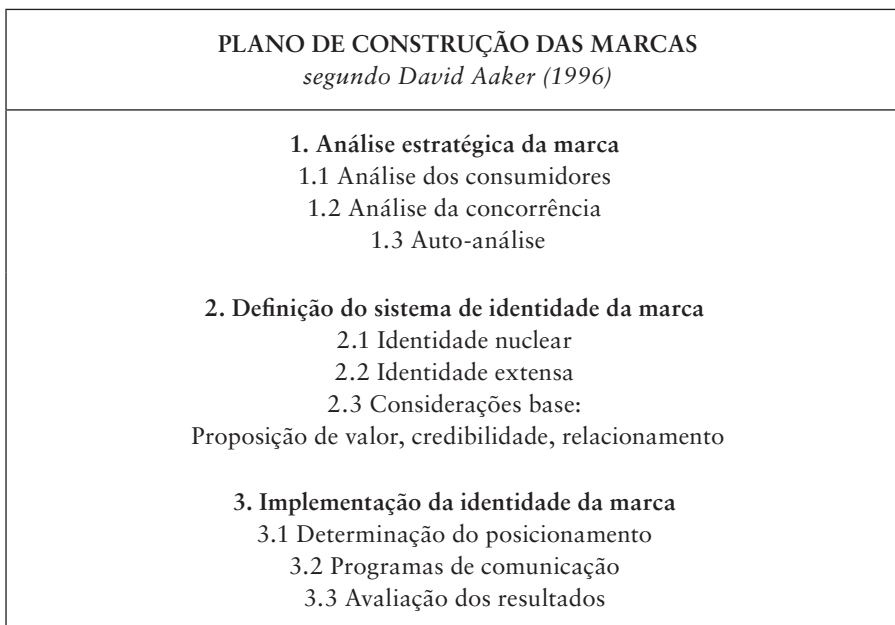 PLANO DE CONSTRUÇÃO DAS MARCAS
segundo David Aaker (1996)
1. Análise estratégica da marca
1.1 Análise dos consumidores
1.2 Análise da concorrência
1.3 Auto-análise
2. Definição do sistema de identidade da marca
2.1 Identidade nuclear
2.2 Identidade extensa
2.3 Considerações base:
Proposição de valor, credibilidade, relacionamento
3. Implementação da identidade da marca
3.1 Determinação do posicionamento
3.2 Programas de comunicação
3.3 Avaliação dos resultados